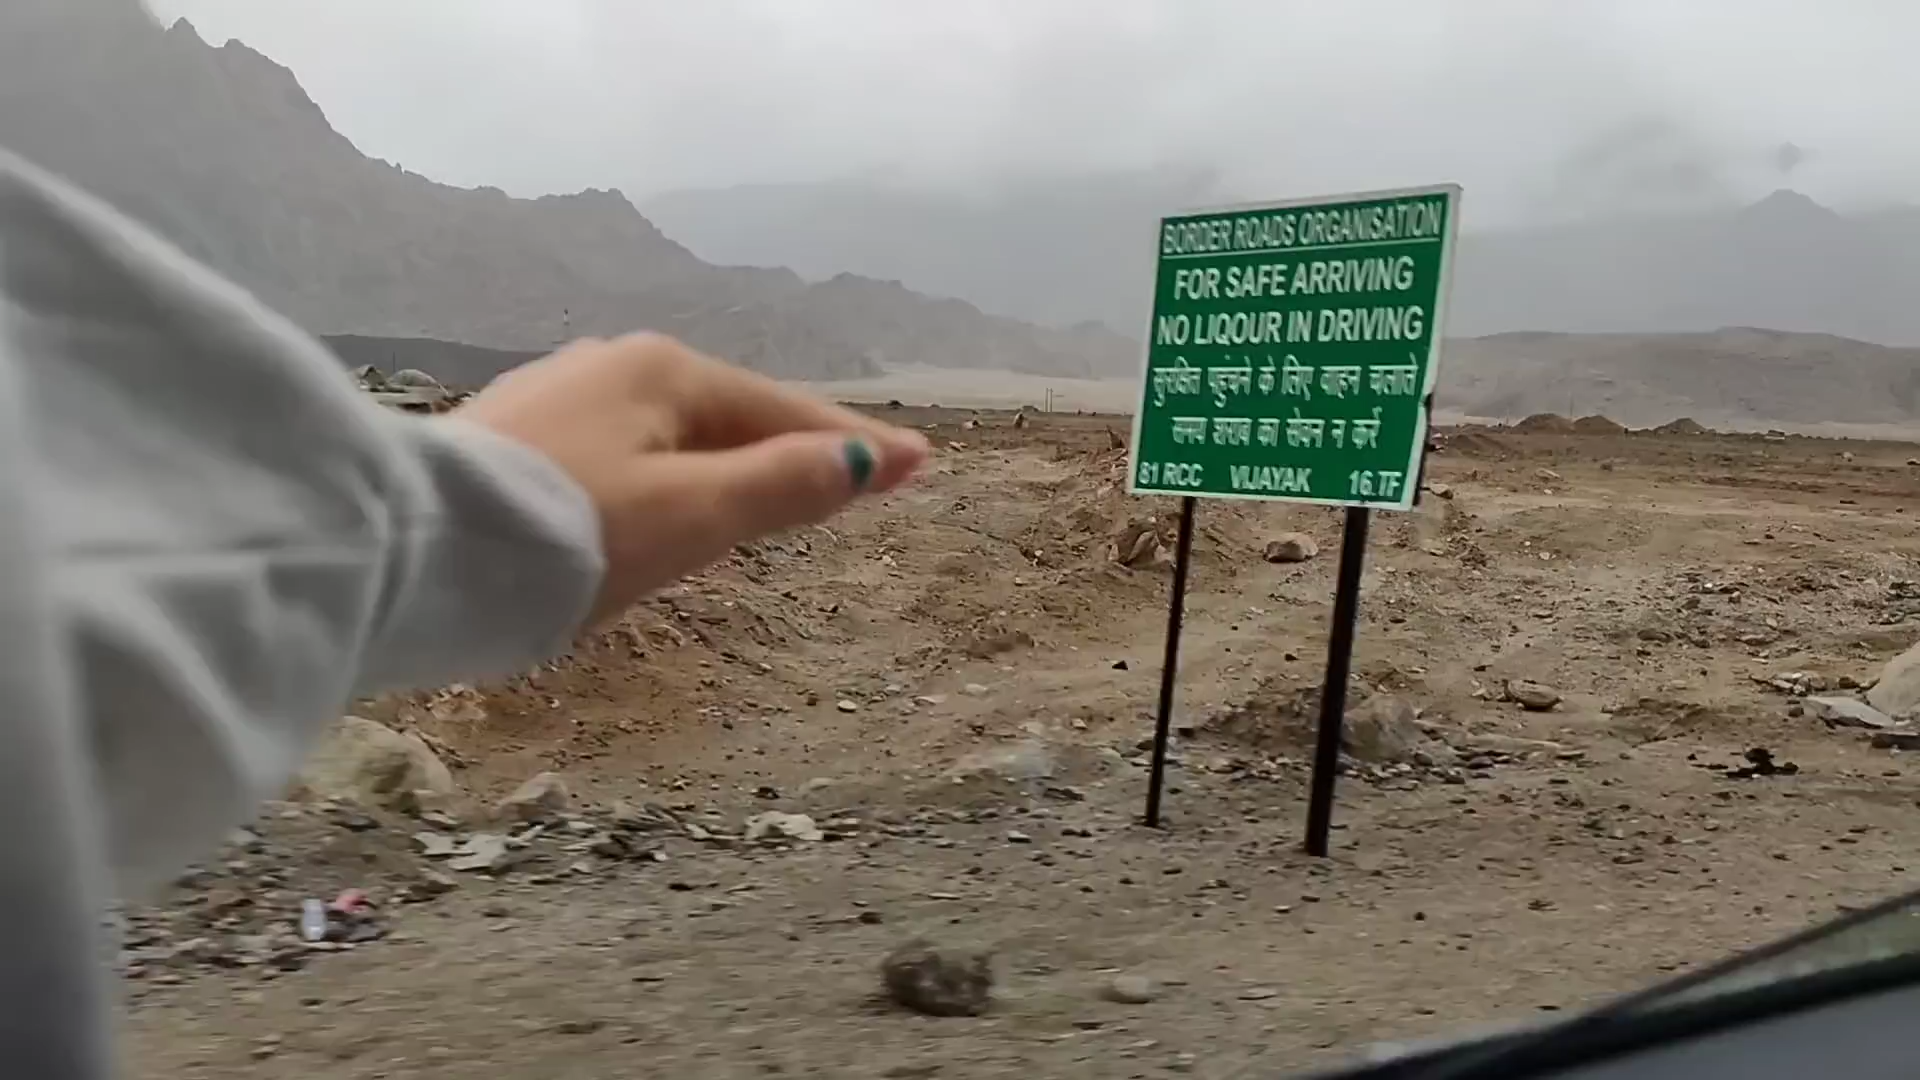 BORDER ROADS ORGANISATION
FOR SAFE ARRIVING
NO LIQOUR IN DRIVING
सुरक्षित पहुंचने के लिए वाहन चलाते
समय शराब का सेवन न करें
81 RCC VIJAYAK 16 TF